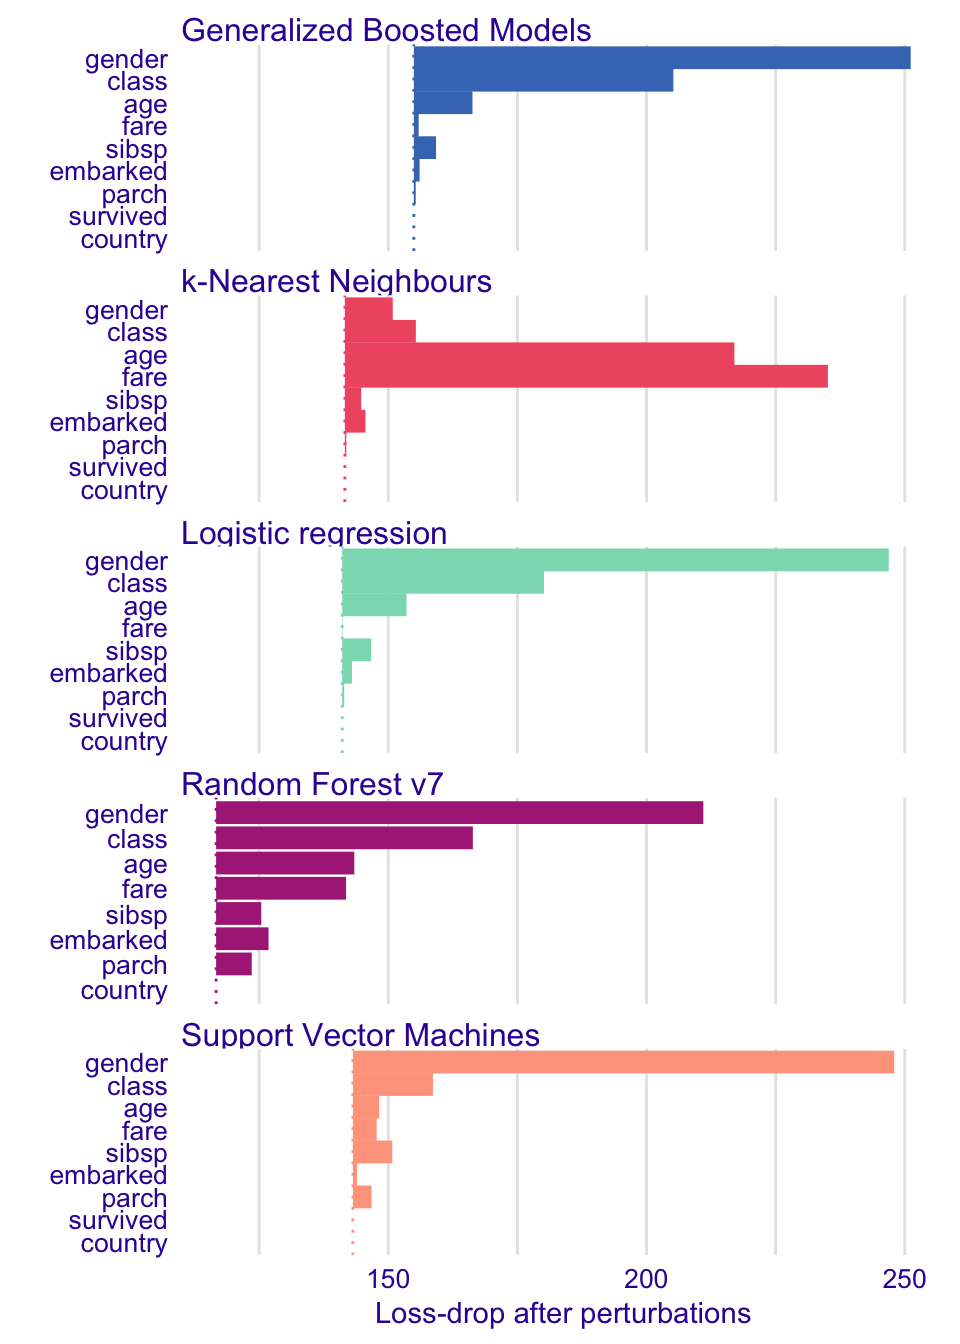 Generalized Boosted Models
gender
class
age
fare
sibsp
embarked
parch
survived
country
k-Nearest Neighbours
gender
class
age
fare
sibsp
embarked
parch
survived
country
Logistic regression
gender
class
age
fare
sibsp
embarked
parch
survived
country
Random Forest v7
gender
class
age
fare
sibsp
embarked
parch
country
Support Vector Machines
gender
class
age
fare
sibsp
embarked
parch
survived
country
150 200 250
Loss-drop after perturbations